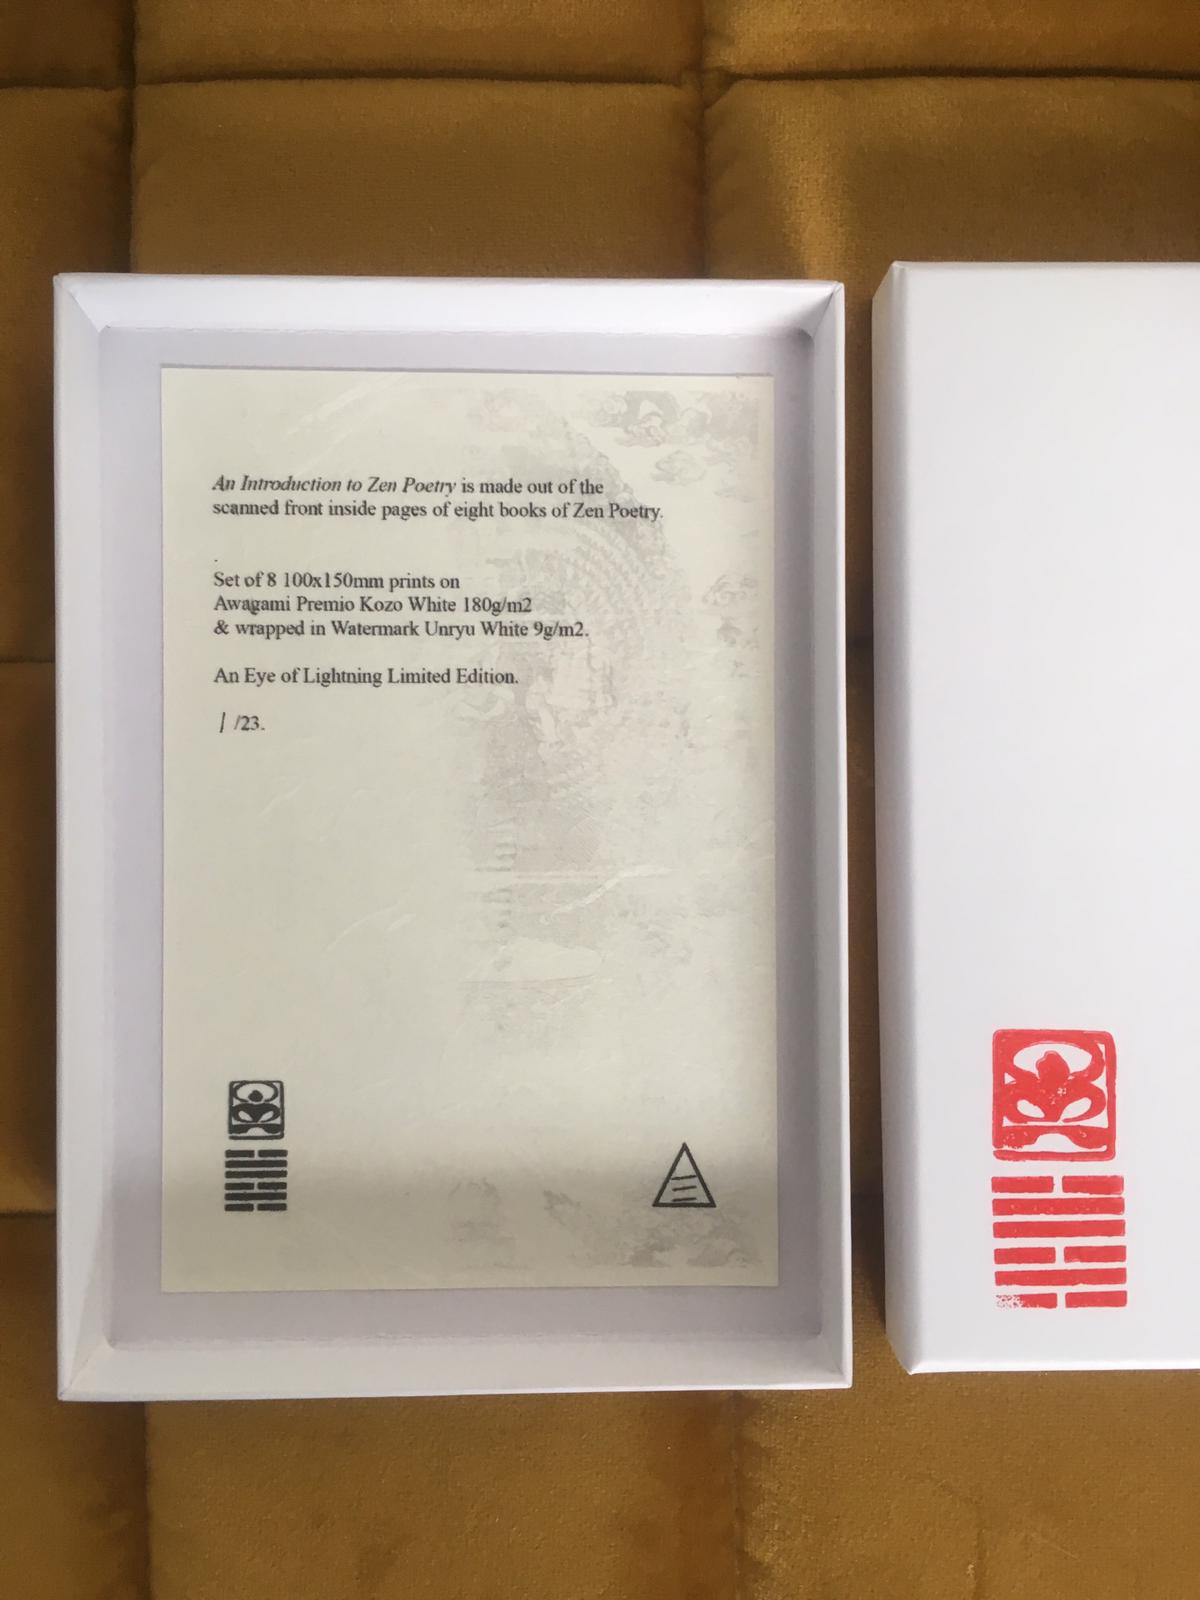 An Introduction to Zen Poetry is made out of the
scanned front inside pages of eight books of Zen Poetry.
.
Set of 8 100x150mm prints on
Awagami Premio Kozo White 180g/m2
& wrapped in Watermark Unryu White 9g/m2.
An Eye of Lightning Limited Edition.
1 /23.